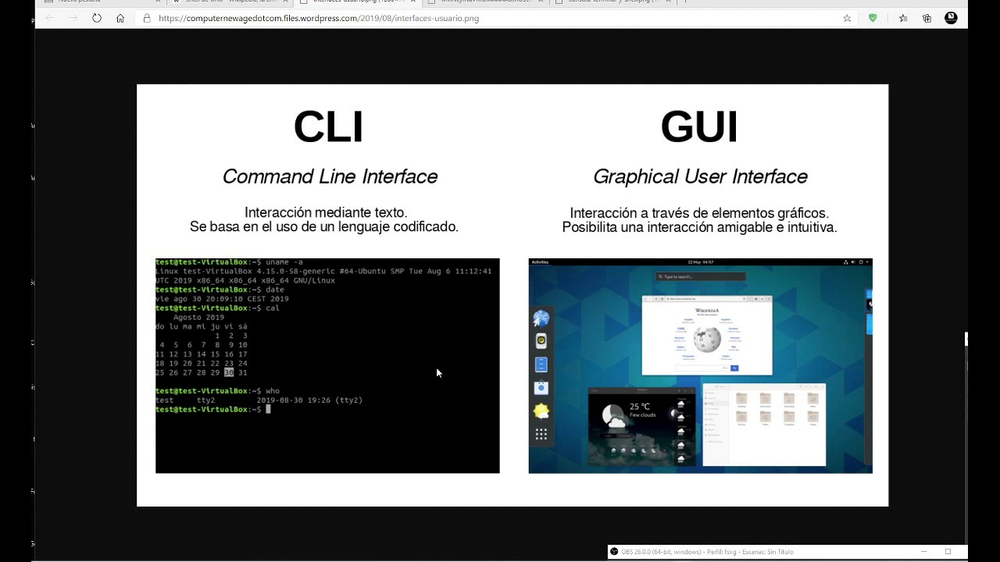 https://computernewagedotcom.files.wordpress.com/2019/08/interfaces-usuario.png
CLI
Command Line Interface
Interacción mediante texto.
Se basa en el uso de un lenguaje codificado.
test@test-VirtualBox:~$ uname -a
Linux test-VirtualBox 4.15.0-58-generic #64-Ubuntu SMP Tue Aug 6 11:12:41
UTC 2019 x86_64 x86_64 x86_64 GNU/Linux
test@test-VirtualBox:~$ date
vie ago 30 20:09:10 CEST 2019
test@test-VirtualBox:~$ cal
Agosto 2019
do lu ma mi ju vi sá
1 2 3
4 5 6 7 8 9 10
11 12 13 14 15 16 17
18 19 20 21 22 23 24
25 26 27 28 29 30 31
test@test-VirtualBox:~$ who
test tty2 2019-08-30 19:26 (tty2)
test@test-VirtualBox:~$
GUI
Graphical User Interface
Interacción a través de elementos gráficos.
Posibilita una interacción amigable e intuitiva.
Activities
22 May 04:57
Type to search...
WIKIPEDIA
25 °C
Few clouds
OBS 26.0.0 (64-bit, windows) - Perfil: fsxg - Escenas: Sin Título